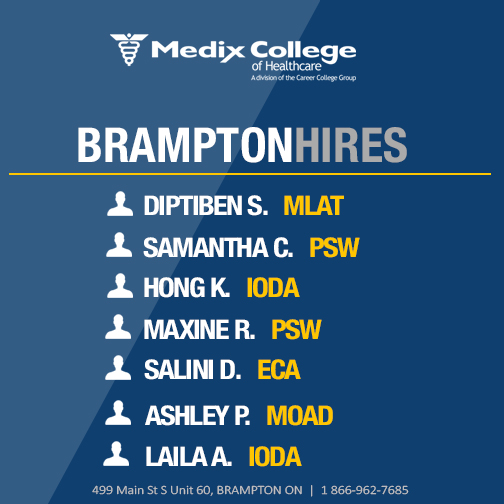 Medix College
of Healthcare
A division of the Career College Group
BRAMPTONHIRES
DIPTIBEN S. MLAT
SAMANTHA C. PSW
HONG K. IODA
MAXINE R. PSW
SALINI D. ECA
ASHLEY P. MOAD
LAILA A. IODA
499 Main St S Unit 60, BRAMPTON ON | 1 866-962-7685